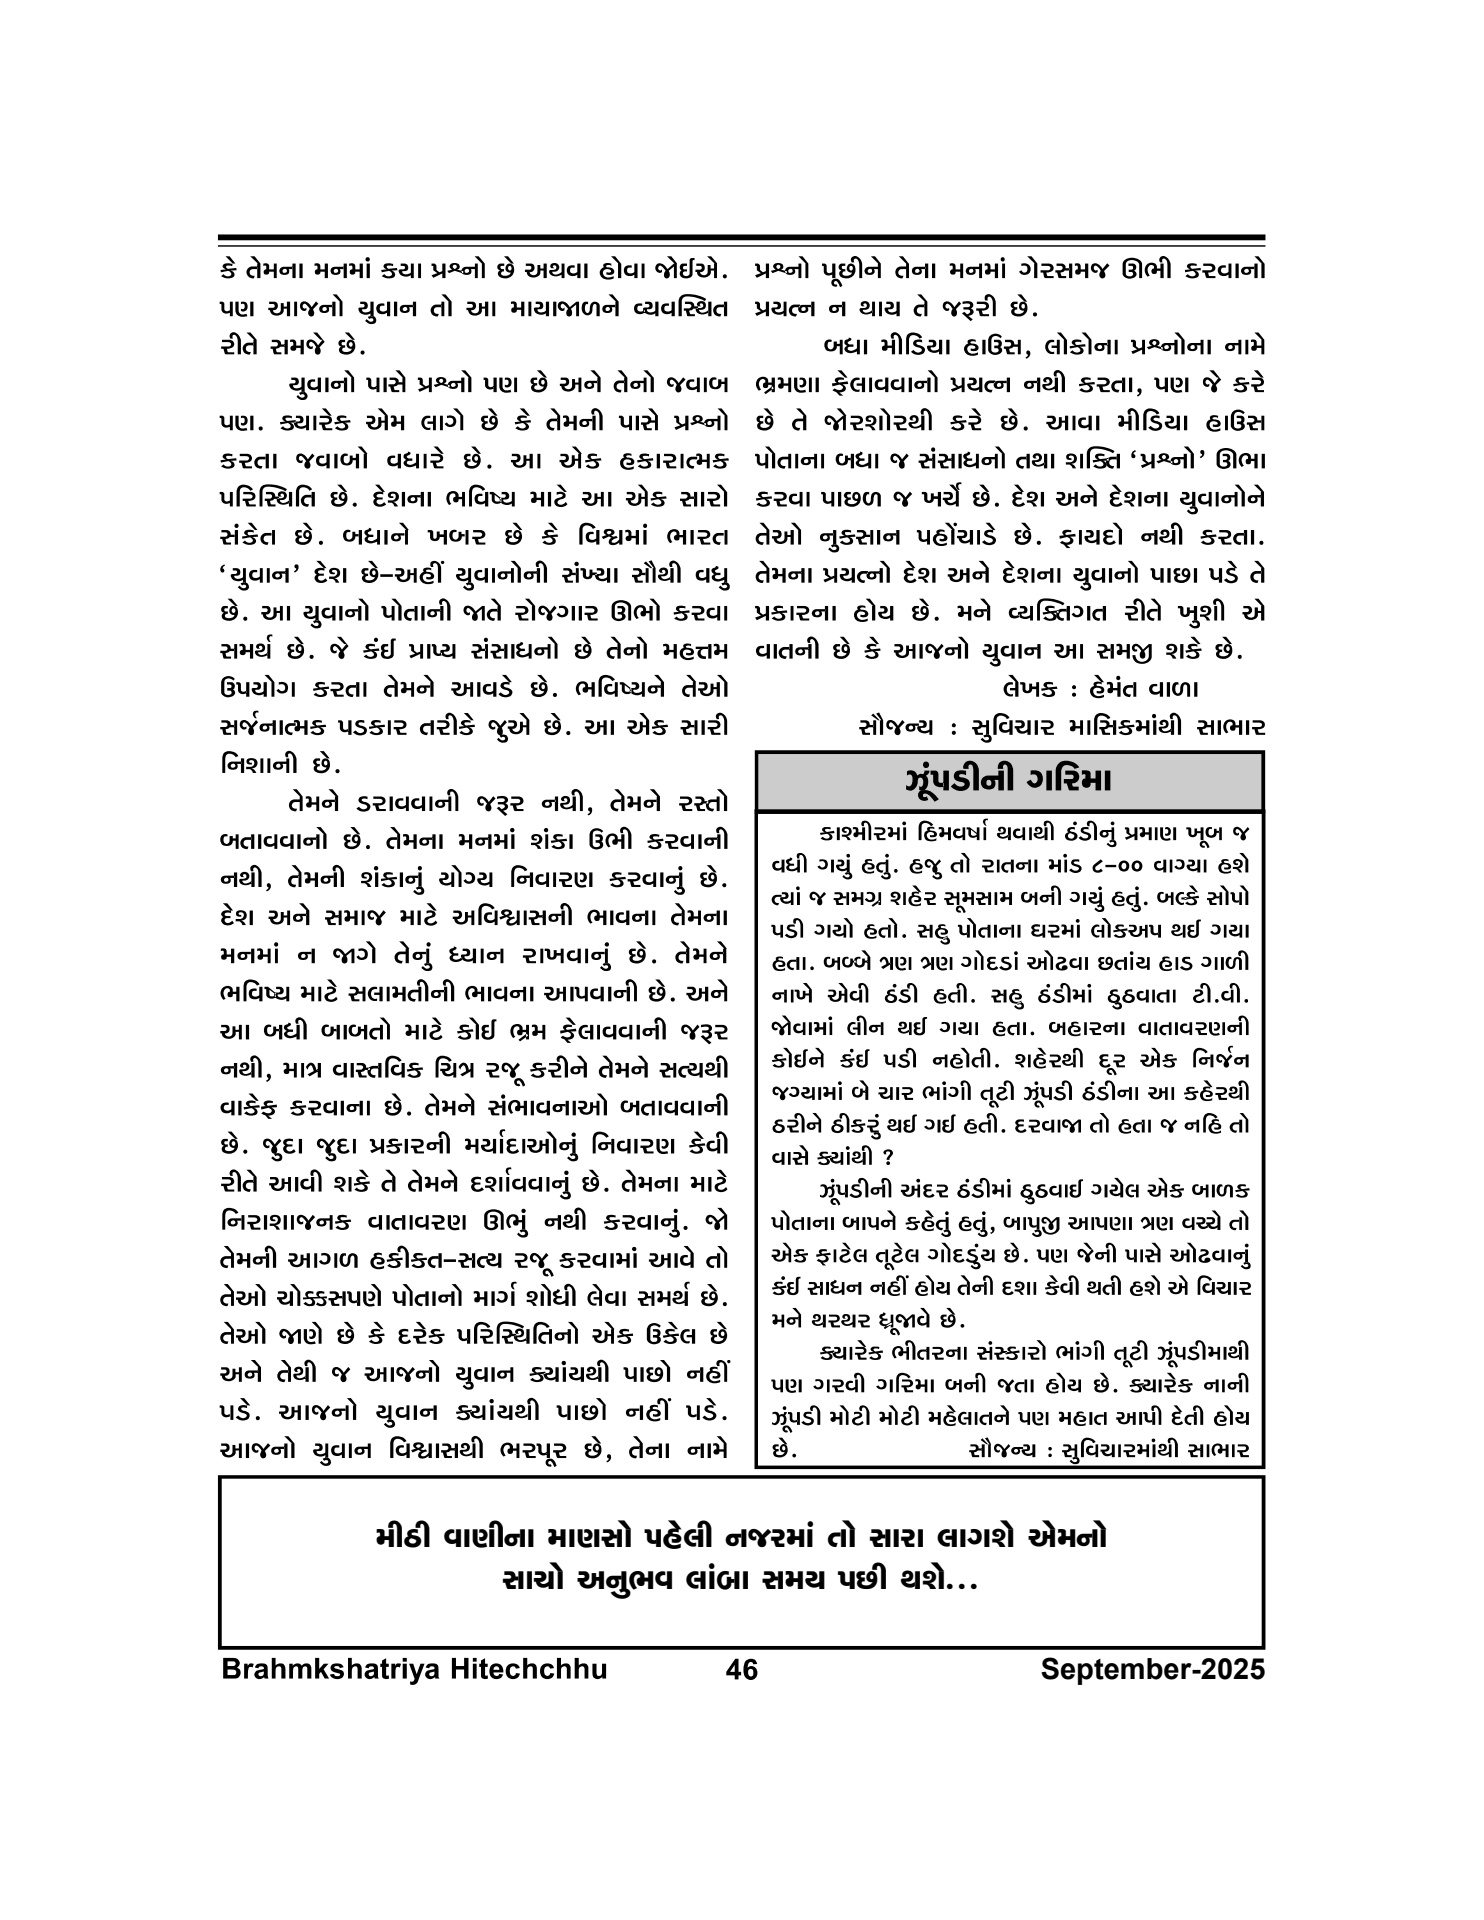 કે તેમના મનમાં કયા પ્રશ્નો છે અથવા હોવા જોઈએ.
પણ આજનો યુવાન તો આ માયાજાળને વ્યવસ્થિત
રીતે સમજે છે.
યુવાનો પાસે પ્રશ્નો પણ છે અને તેનો જવાબ
પણ. ક્યારેક એમ લાગે છે કે તેમની પાસે પ્રશ્નો
કરતા જવાબો વધારે છે. આ એક હકારાત્મક
પરિસ્થિતિ છે. દેશના ભવિષ્ય માટે આ એક સારો
સંકેત છે. બધાને ખબર છે કે વિશ્વમાં ભારત
‘યુવાન’ દેશ છે–અહીં યુવાનોની સંખ્યા સૌથી વધુ
છે. આ યુવાનો પોતાની જાતે રોજગાર ઊભો કરવા
સમર્થ છે. જે કંઈ પ્રાપ્ય સંસાધનો છે તેનો મહત્તમ
ઉપયોગ કરતા તેમને આવડે છે. ભવિષ્યને તેઓ
સર્જનાત્મક પડકાર તરીકે જુએ છે. આ એક સારી
નિશાની છે.
તેમને ડરાવવાની જરૂર નથી, તેમને રસ્તો
બતાવવાનો છે. તેમના મનમાં શંકા ઉભી કરવાની
નથી, તેમની શંકાનું યોગ્ય નિવારણ કરવાનું છે.
દેશ અને સમાજ માટે અવિશ્વાસની ભાવના તેમના
મનમાં ન જાગે તેનું ધ્યાન રાખવાનું છે. તેમને
ભવિષ્ય માટે સલામતીની ભાવના આપવાની છે. અને
આ બધી બાબતો માટે કોઈ ભ્રમ ફેલાવવાની જરૂર
નથી, માત્ર વાસ્તવિક ચિત્ર રજૂ કરીને તેમને સત્યથી
વાકેફ કરવાના છે. તેમને સંભાવનાઓ બતાવવાની
છે. જુદા જુદા પ્રકારની મર્યાદાઓનું નિવારણ કેવી
રીતે આવી શકે તે તેમને દર્શાવવાનું છે. તેમના માટે
નિરાશાજનક વાતાવરણ ઊભું નથી કરવાનું. જો
તેમની આગળ હકીકત–સત્ય રજૂ કરવામાં આવે તો
તેઓ ચોક્કસપણે પોતાનો માર્ગ શોધી લેવા સમર્થ છે.
તેઓ જાણે છે કે દરેક પરિસ્થિતિનો એક ઉકેલ છે
અને તેથી જ આજનો યુવાન ક્યાંયથી પાછો નહીં
પડે. આજનો યુવાન ક્યાંયથી પાછો નહીં પડે.
આજનો યુવાન વિશ્વાસથી ભરપૂર છે, તેના નામે
પ્રશ્નો પૂછીને તેના મનમાં ગેરસમજ ઊભી કરવાનો
પ્રયત્ન ન થાય તે જરૂરી છે.
બધા મીડિયા હાઉસ, લોકોના પ્રશ્નોના નામે
ભ્રમણા ફેલાવવાનો પ્રયત્ન નથી કરતા, પણ જે કરે
છે તે જોરશોરથી કરે છે. આવા મીડિયા હાઉસ
પોતાના બધા જ સંસાધનો તથા શક્તિ ‘પ્રશ્નો’ ઊભા
કરવા પાછળ જ ખર્ચે છે. દેશ અને દેશના યુવાનોને
તેઓ નુકસાન પહોંચાડે છે. ફાયદો નથી કરતા.
તેમના પ્રયત્નો દેશ અને દેશના યુવાનો પાછા પડે તે
પ્રકારના હોય છે. મને વ્યક્તિગત રીતે ખુશી એ
વાતની છે કે આજનો યુવાન આ સમજી શકે છે.
લેખક : હેમંત વાળા
સૌજન્ય : સુવિચાર માસિકમાંથી સાભાર
ઝૂંપડીની ગરિમા
કાશ્મીરમાં હિમવર્ષા થવાથી ઠંડીનું પ્રમાણ ખૂબ જ
વધી ગયું હતું. હજુ તો રાતના માંડ ૮–૦૦ વાગ્યા હશે
ત્યાં જ સમગ્ર શહેર સૂમસામ બની ગયું હતું. બલ્કે સોપો
પડી ગયો હતો. સહુ પોતાના ઘરમાં લોકઅપ થઈ ગયા
હતા. બબ્બે ત્રણ ત્રણ ગોદડાં ઓઢવા છતાંય હાડ ગાળી
નાખે એવી ઠંડી હતી. સહુ ઠંડીમાં ઠુઠવાતા ટી.વી.
જોવામાં લીન થઈ ગયા હતા. બહારના વાતાવરણની
કોઈને કંઈ પડી નહોતી. શહેરથી દૂર એક નિર્જન
જગ્યામાં બે ચાર ભાંગી તૂટી ઝૂંપડી ઠંડીના આ કહેરથી
ઠરીને ઠીકરું થઈ ગઈ હતી. દરવાજા તો હતા જ નહિ તો
વાસે ક્યાંથી ?
ઝૂંપડીની અંદર ઠંડીમાં ઠુઠવાઈ ગયેલ એક બાળક
પોતાના બાપને કહેતું હતું, બાપુજી આપણા ત્રણ વચ્ચે તો
એક ફાટેલ તૂટેલ ગોદડુંય છે. પણ જેની પાસે ઓઢવાનું
કંઈ સાધન નહીં હોય તેની દશા કેવી થતી હશે એ વિચાર
મને થરથર ધ્રૂજાવે છે.
ક્યારેક ભીતરના સંસ્કારો ભાંગી તૂટી ઝૂંપડીમાથી
પણ ગરવી ગરિમા બની જતા હોય છે. ક્યારેક નાની
ઝૂંપડી મોટી મોટી મહેલાતને પણ મહાત આપી દેતી હોય
છે. સૌજન્ય : સુવિચારમાંથી સાભાર
મીઠી વાણીના માણસો પહેલી નજરમાં તો સારા લાગશે એમનો
સાચો અનુભવ લાંબા સમય પછી થશે...
Brahmkshatriya Hitechchhu 46 September-2025